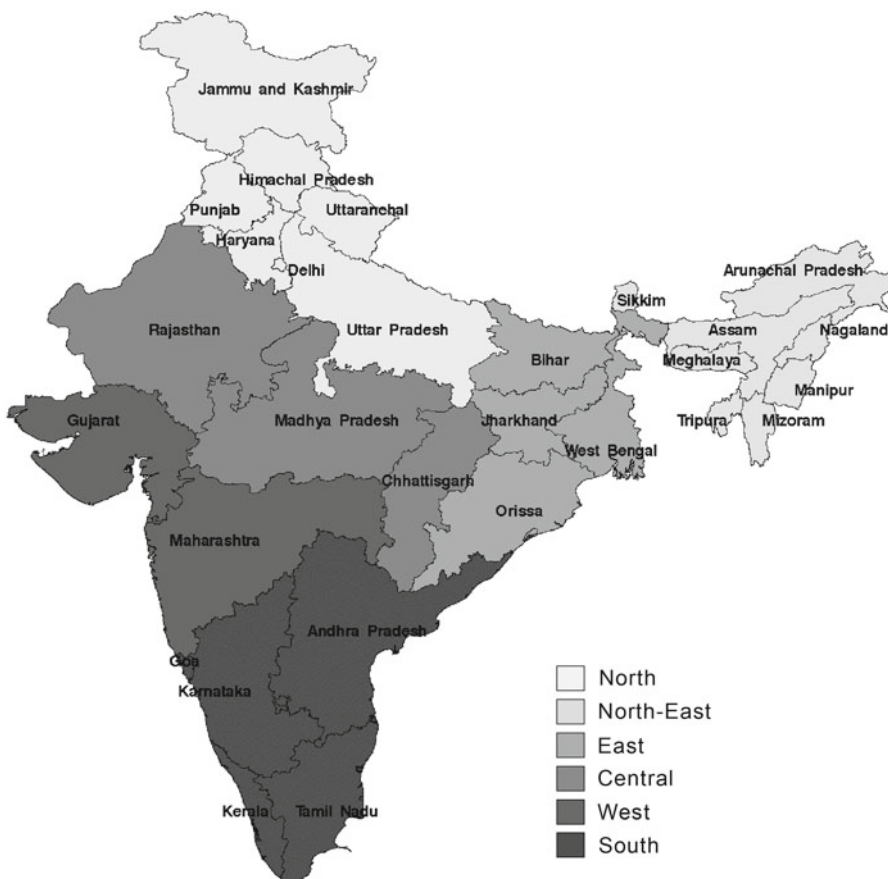 Jammu and Kashmir
Himachal Pradesh
Punjab
Uttaranchal
Haryana
Delhi
Arunachal Pradesh
Sikkim
Rajasthan
Uttar Pradesh
Assam
Nagaland
Bihar
Meghalaya
Manipur
Gujarat
Madhya Pradesh
Jharkhand
Tripura
Mizoram
West Bengal
Chhattisgarh
Orissa
Maharashtra
Andhra Pradesh
Goa
Karnataka
Kerala
Tamil Nadu
North
North-East
East
Central
West
South